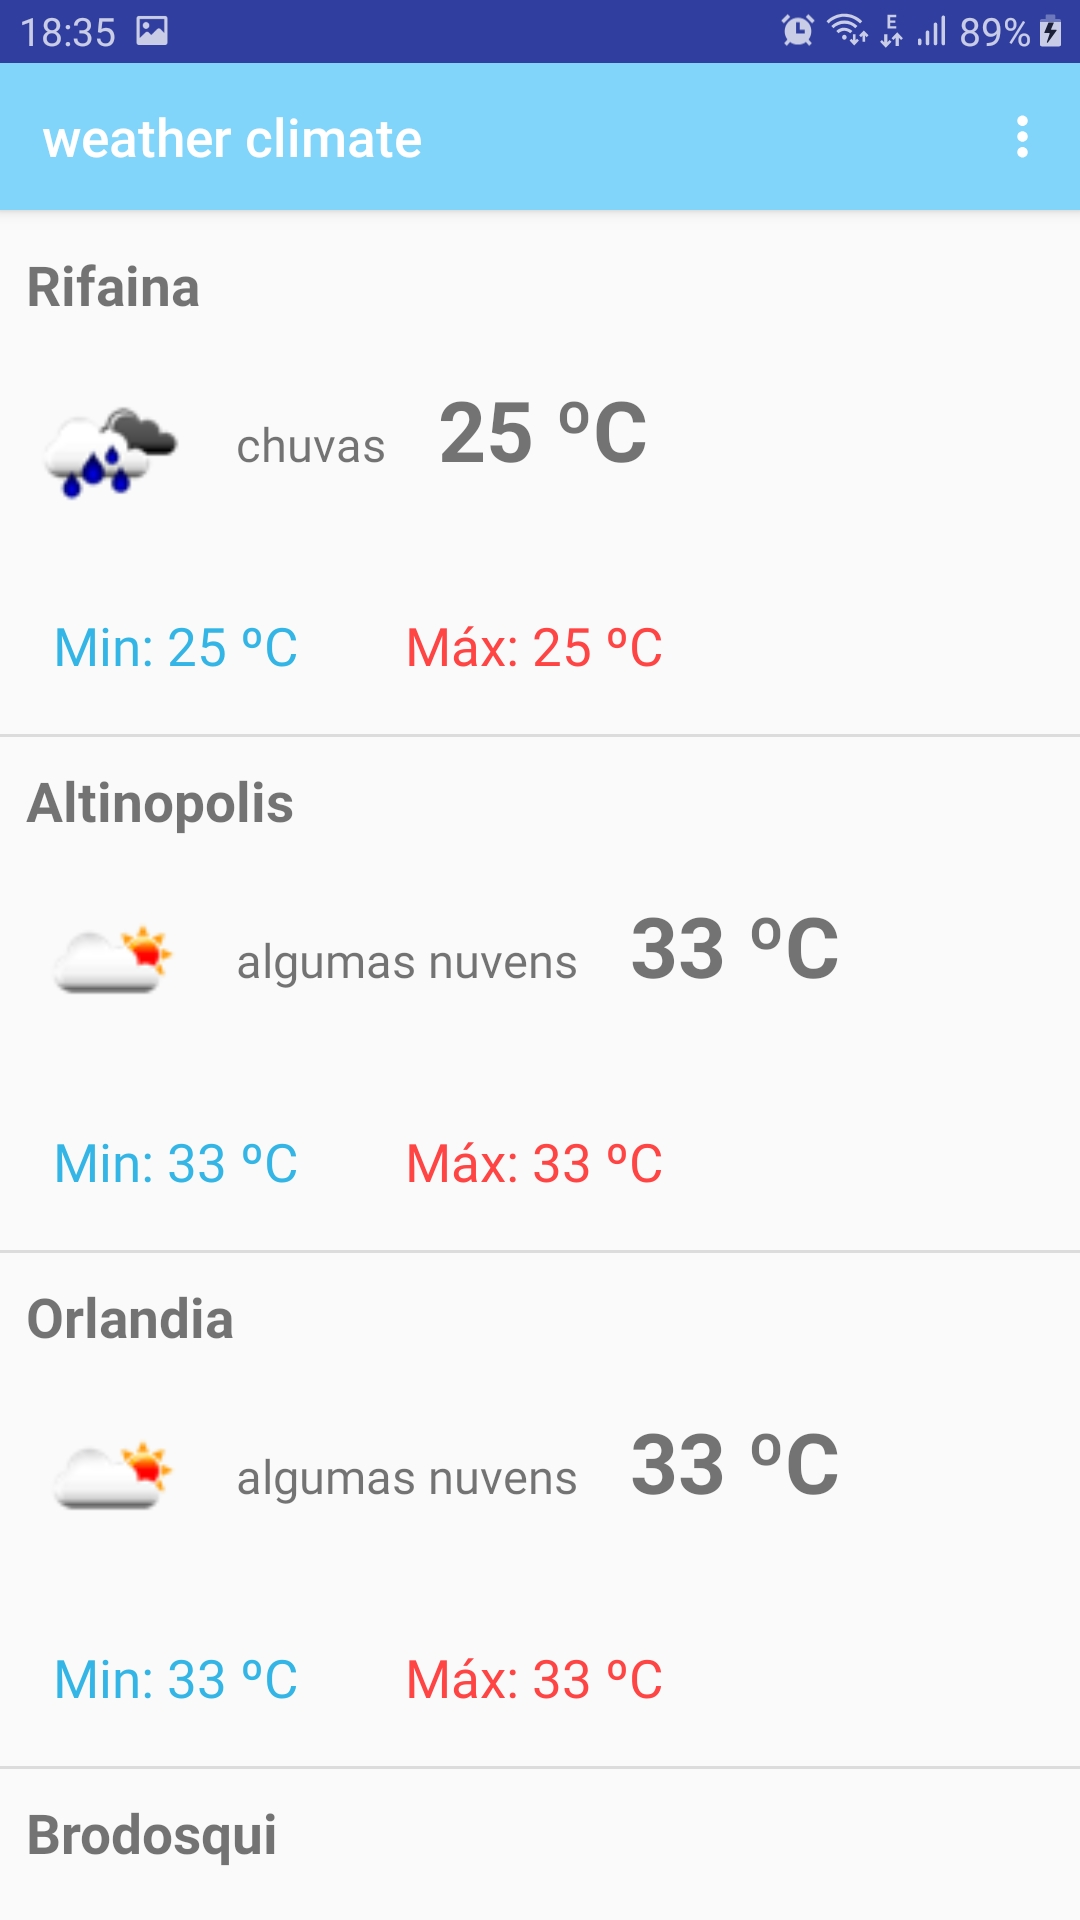 18:35 E 89%
weather climate
Rifaina
chuvas 25 ºC
Min: 25 ºC Máx: 25 ºC
Altinopolis
algumas nuvens 33 ºC
Min: 33 ºC Máx: 33 ºC
Orlandia
algumas nuvens 33 ºC
Min: 33 ºC Máx: 33 ºC
Brodosqui